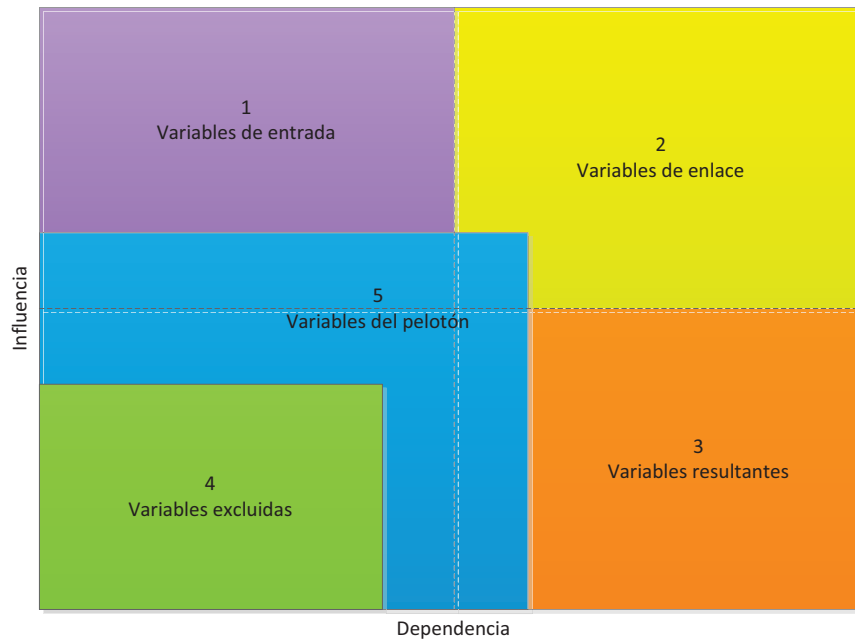 1
Variables de entrada
2
Variables de enlace
Influencia
5
Variables del pelotón
3
Variables resultantes
4
Variables excluidas
Dependencia